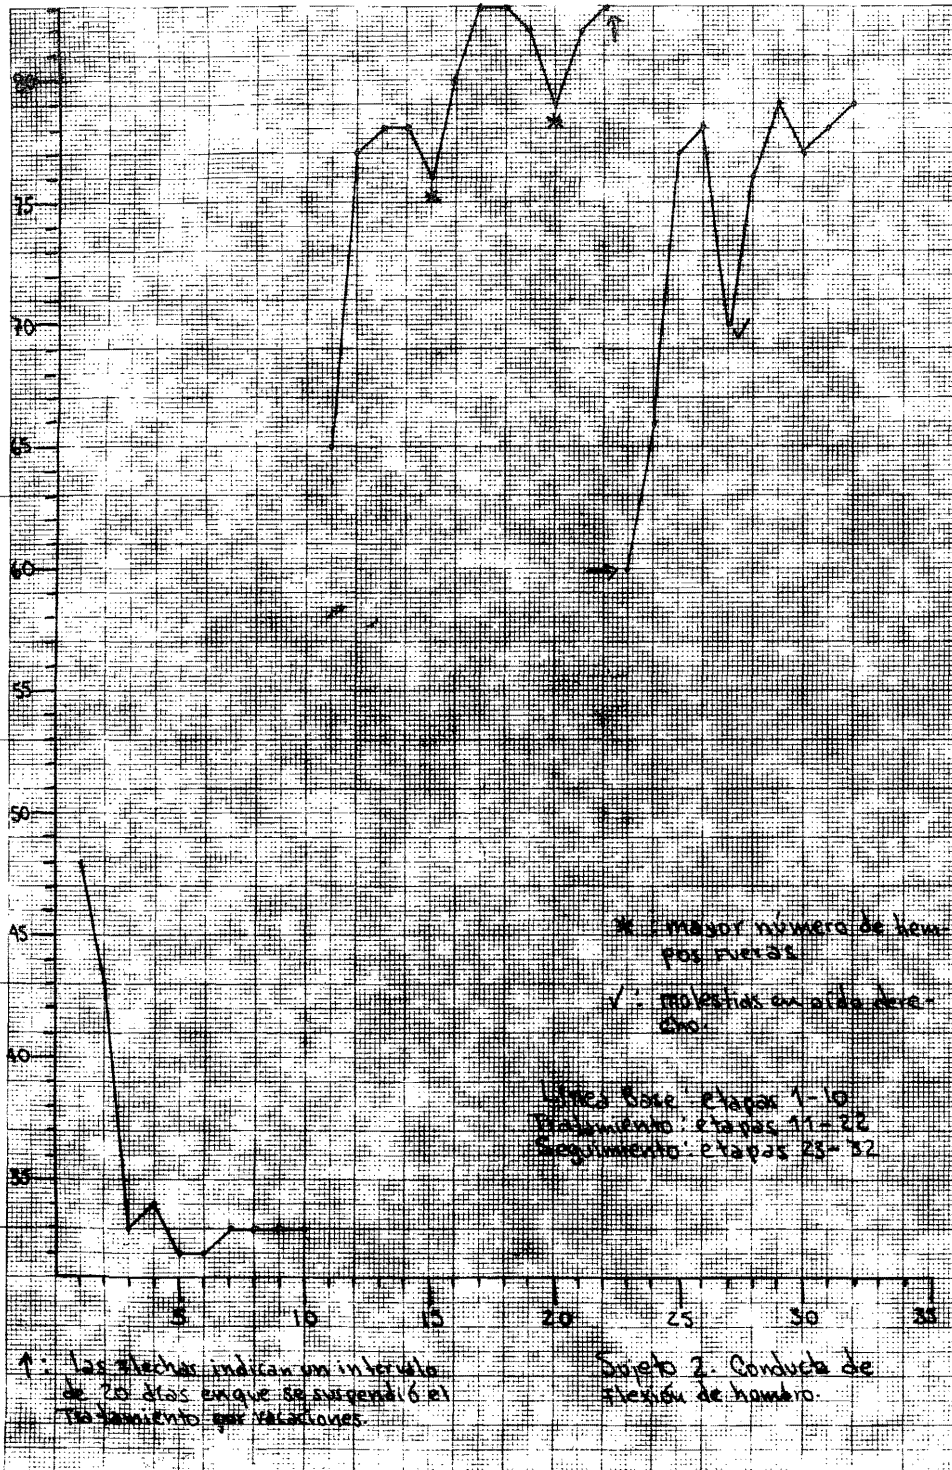 80
75
70
65
60
55
50
45
40
35
* : mayor número de tiem-
pos fueras
√ : molestias en oído dere-
cho.
Línea Base: etapas 1-10
Tratamiento: etapas 11-22
Seguimiento: etapas 23-32
5 10 15 20 25 30 35
↑: las flechas indican un intervalo
de 20 días en que se suspendió el
Tratamiento por vacaciones.
Sujeto 2. Conducta de
flexión de hombro.